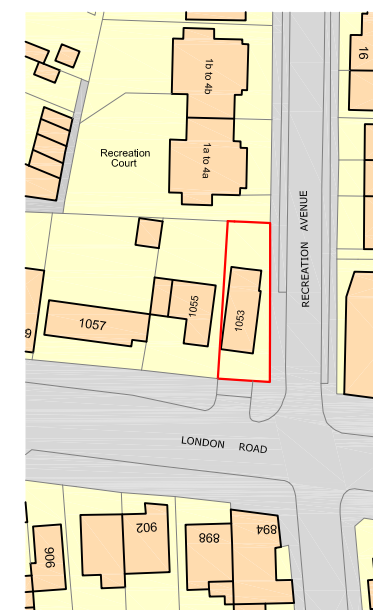 16
1b to 4b
Recreation
Court
1a to 4a
RECREATION AVENUE
1055
1053
1057
LONDON ROAD
902
894
898
906